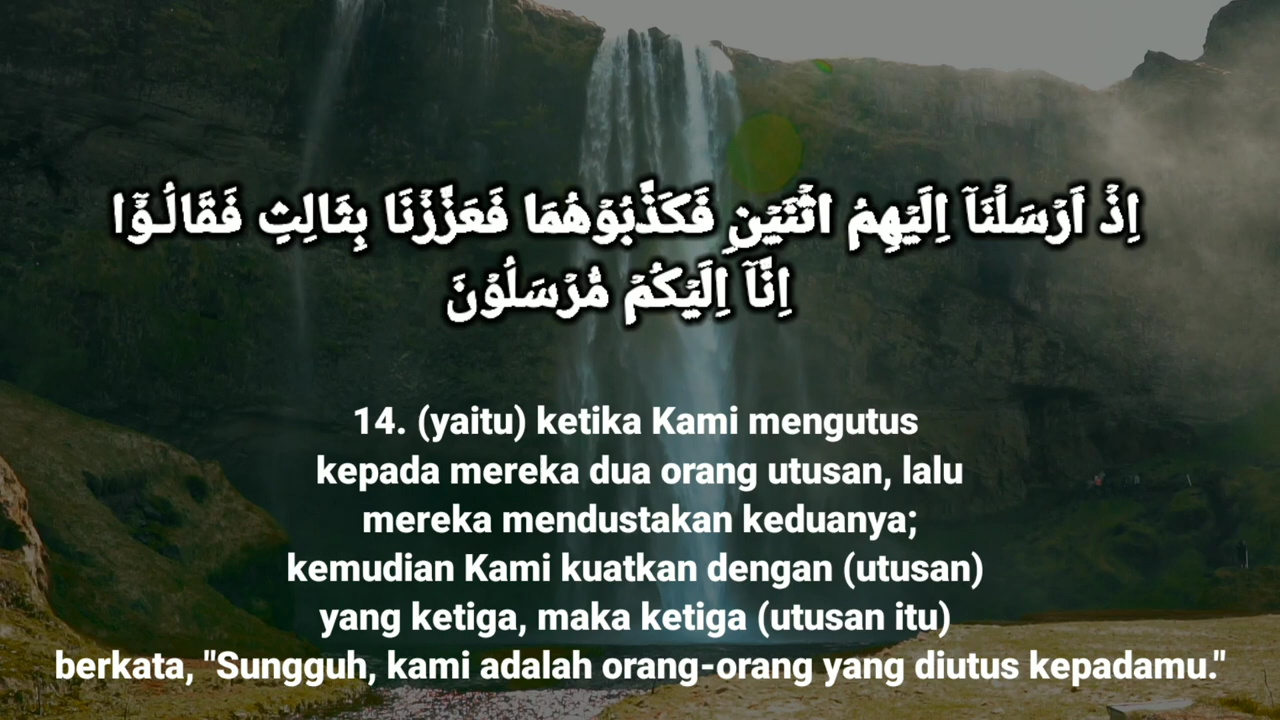 اِذْ اَرْسَلْنَآ اِلَيْهِمُ اثْنَيْنِ فَكَذَّبُوْهُمَا فَعَزَّزْنَا بِثَالِثٍ فَقَالُوْٓا
اِنَّآ اِلَيْكُمْ مُّرْسَلُوْنَ
14. (yaitu) ketika Kami mengutus
kepada mereka dua orang utusan, lalu
mereka mendustakan keduanya;
kemudian Kami kuatkan dengan (utusan)
yang ketiga, maka ketiga (utusan itu)
berkata, "Sungguh, kami adalah orang-orang yang diutus kepadamu."